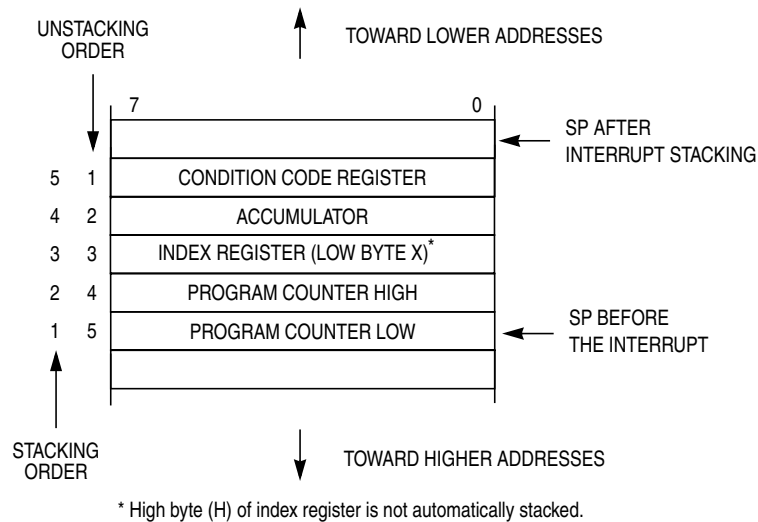 UNSTACKING
ORDER
TOWARD LOWER ADDRESSES
7 0
SP AFTER
INTERRUPT STACKING
5 1 CONDITION CODE REGISTER
4 2 ACCUMULATOR
3 3 INDEX REGISTER (LOW BYTE X)*
2 4 PROGRAM COUNTER HIGH
1 5 PROGRAM COUNTER LOW
SP BEFORE
THE INTERRUPT
STACKING
ORDER
TOWARD HIGHER ADDRESSES
* High byte (H) of index register is not automatically stacked.